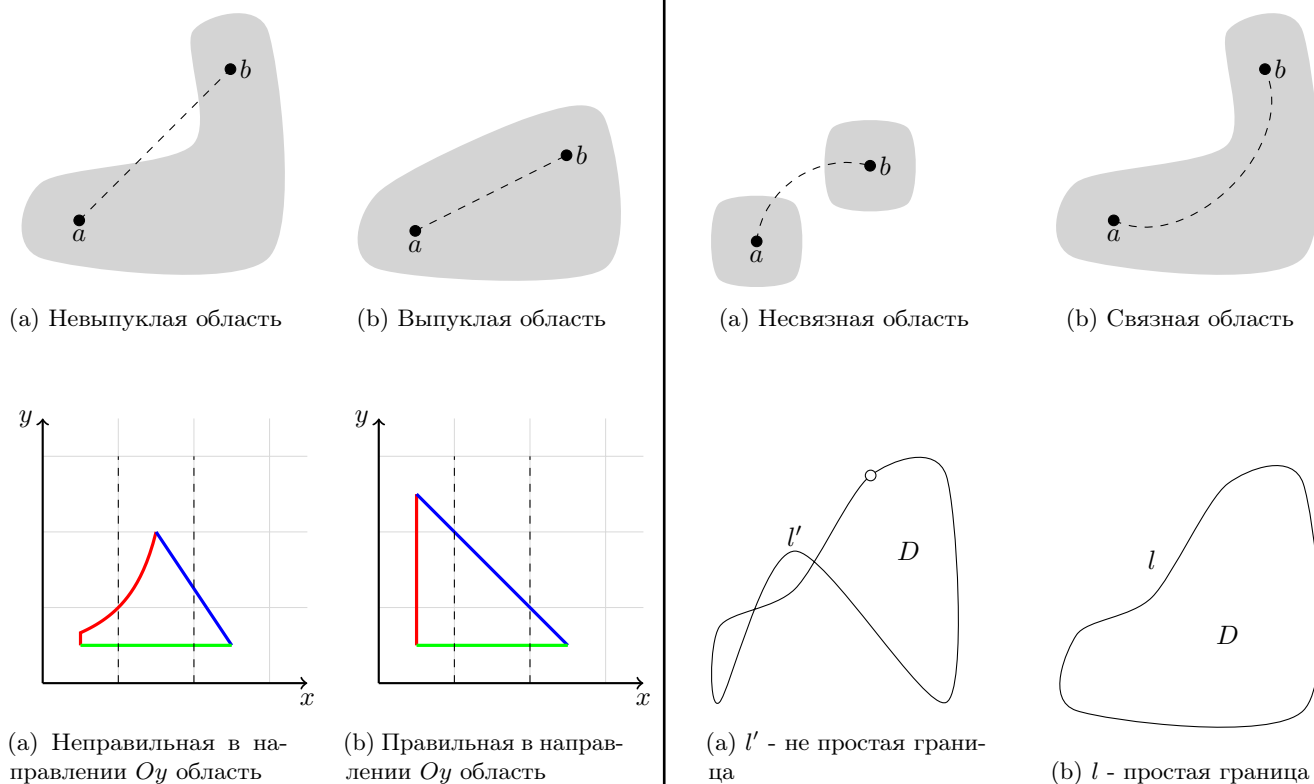 b
a
b
a
(a) Невыпуклая область
(b) Выпуклая область
y
x
y
x
(a) Неправильная в на-
правлении Oy область
(b) Правильная в направ-
лении Oy область
b
a
b
a
(a) Несвязная область
(b) Связная область
l′
D
l
D
(a) l′ - не простая грани-
ца
(b) l - простая граница